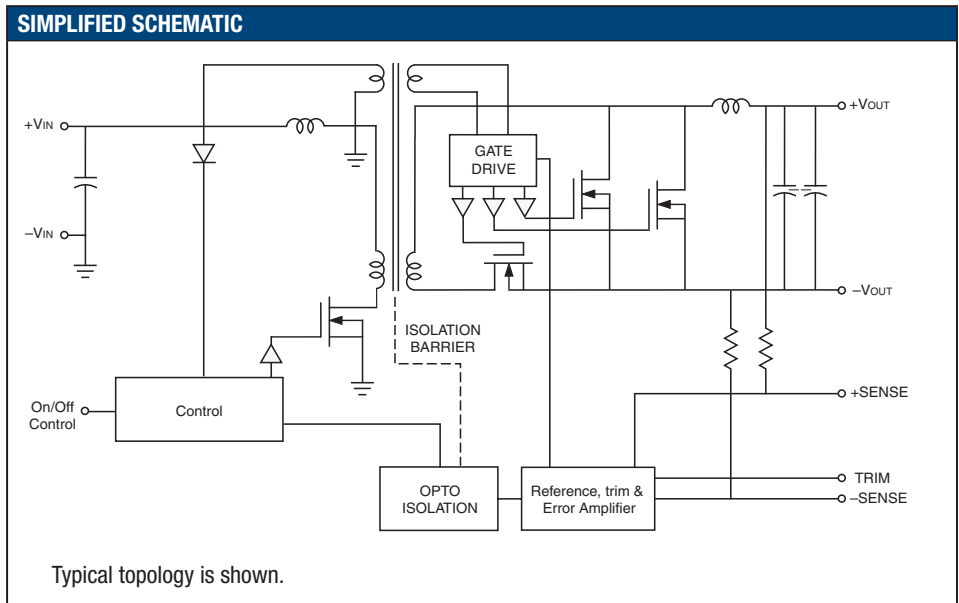 SIMPLIFIED SCHEMATIC
+VIN
−VIN
GATE
DRIVE
+VOUT
−VOUT
ISOLATION
BARRIER
On/Off
Control
Control
+SENSE
OPTO
ISOLATION
Reference, trim &
Error Amplifier
TRIM
−SENSE
Typical topology is shown.